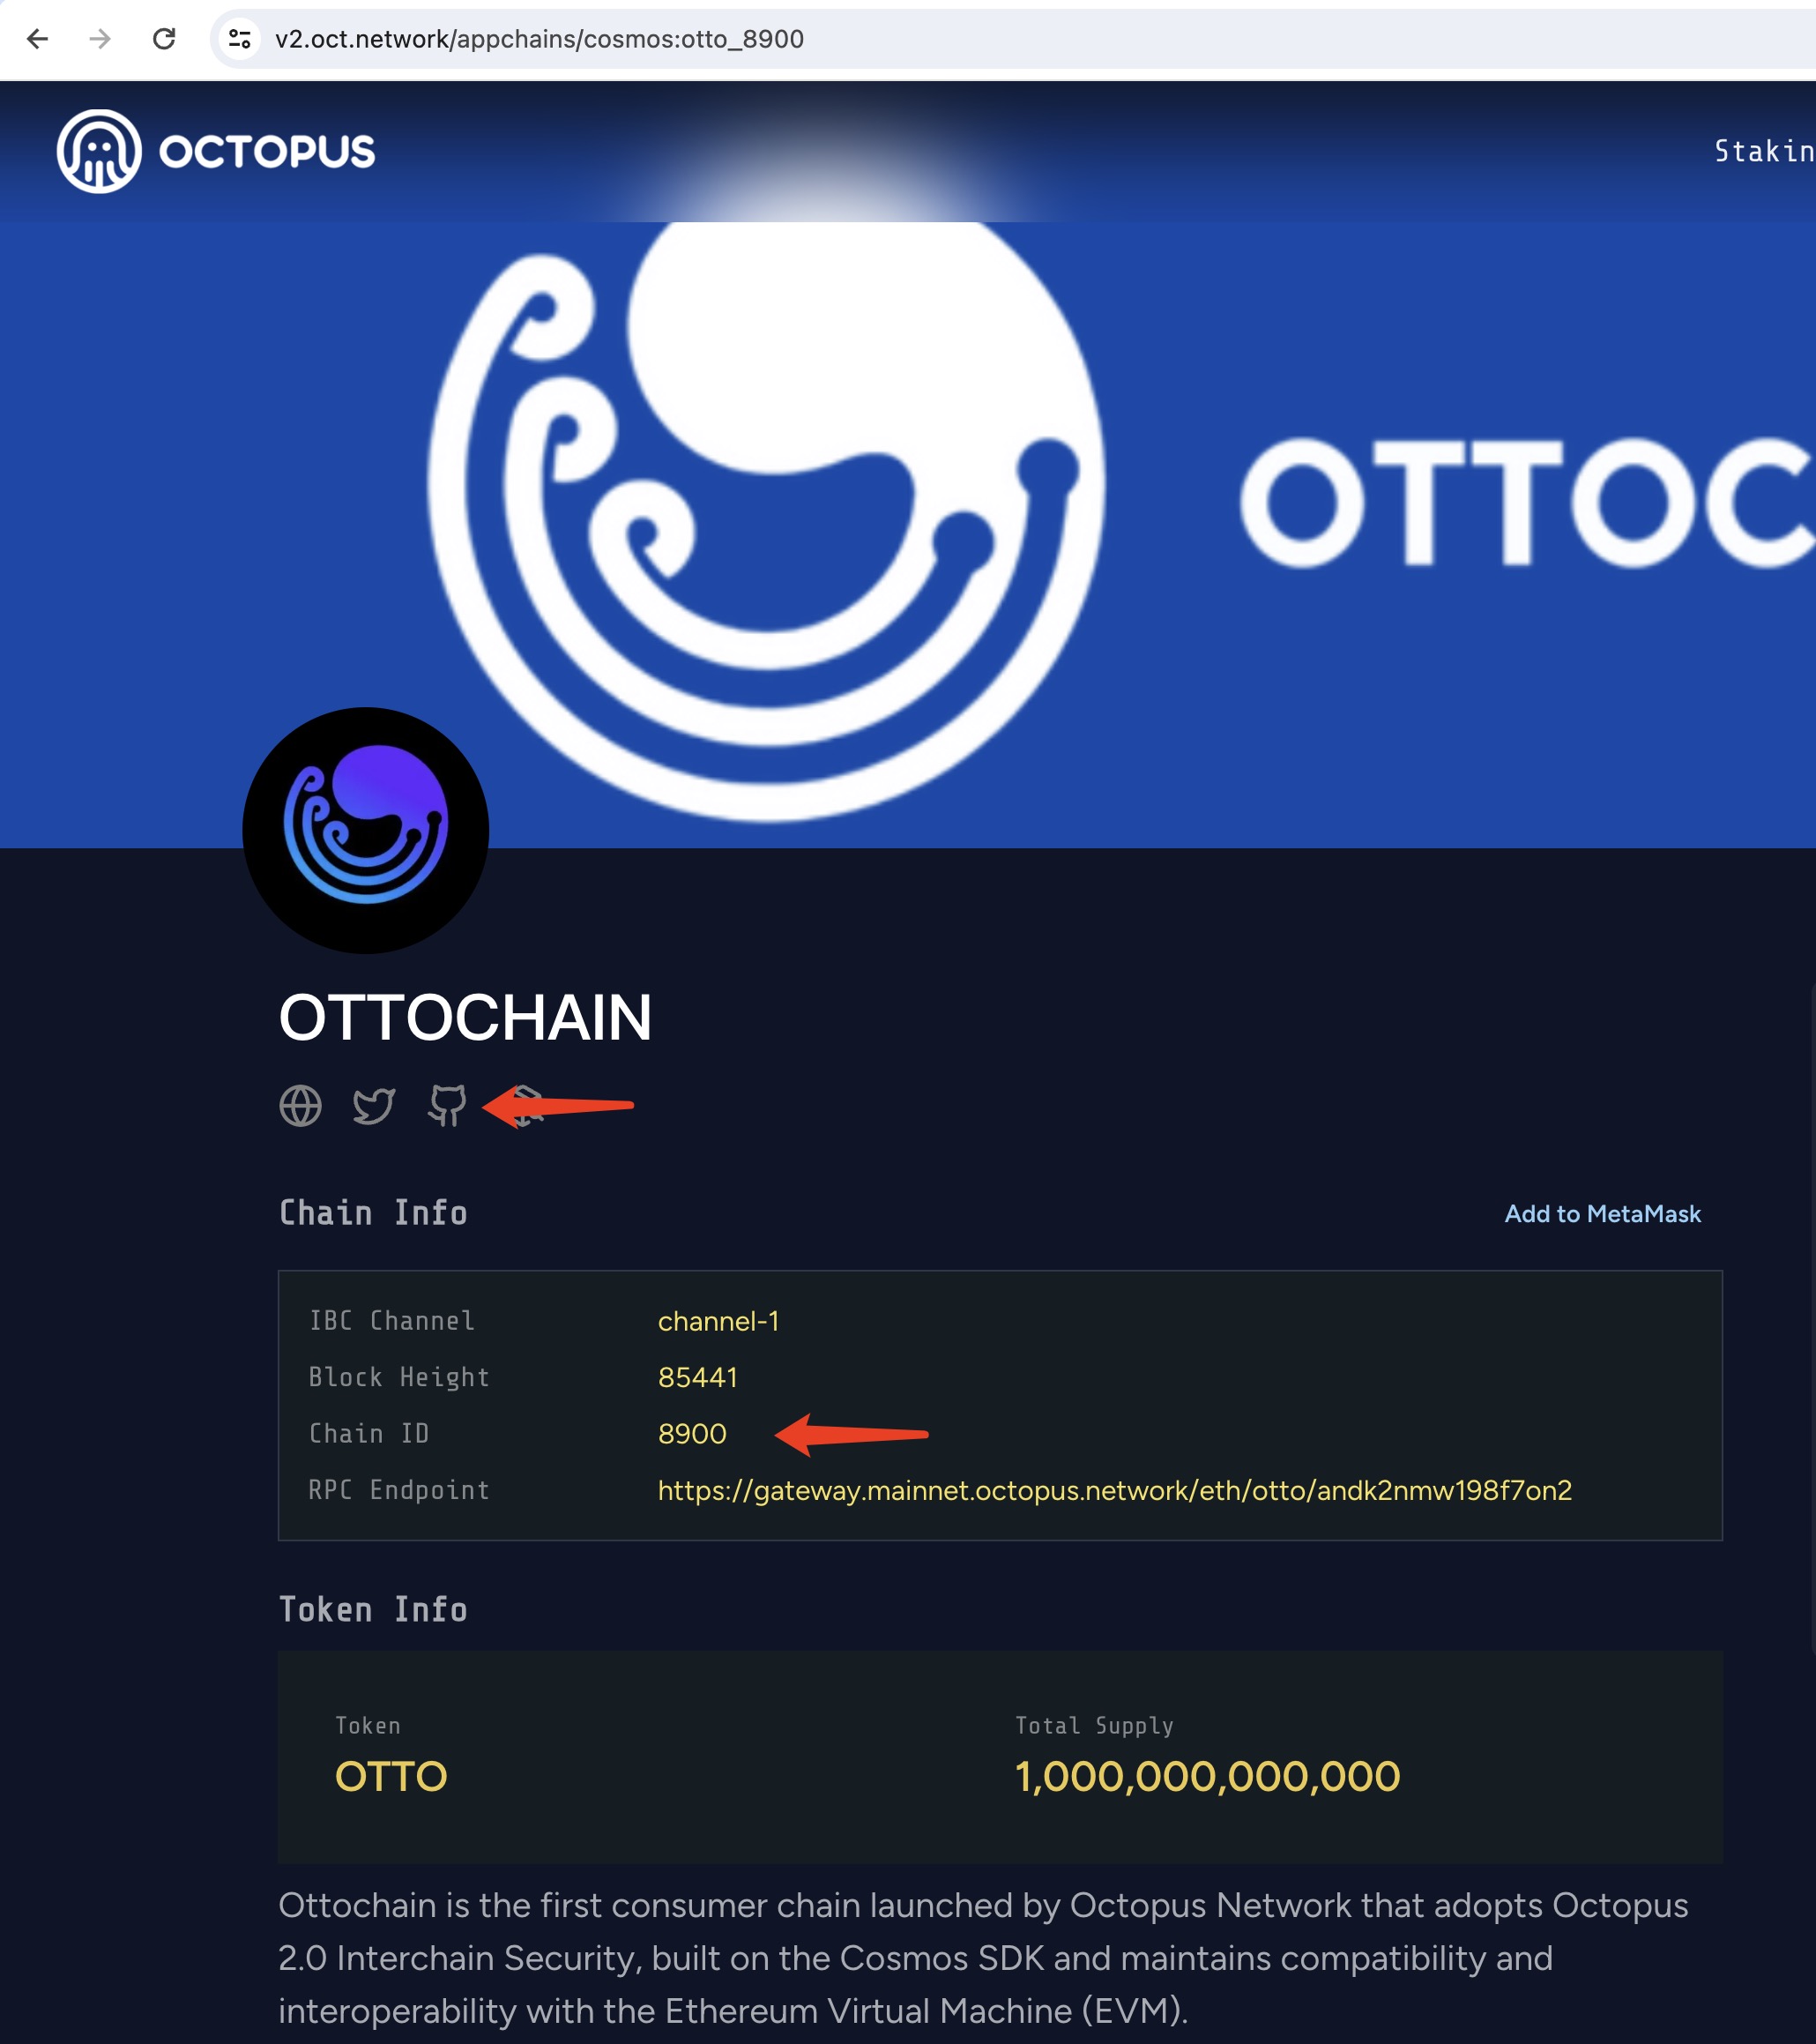 v2.oct.network/appchains/cosmos:otto_8900
OCTOPUS
Stakin
OTTOC
OTTOCHAIN
Chain Info
Add to MetaMask
IBC Channel channel-1
Block Height 85441
Chain ID 8900
RPC Endpoint https://gateway.mainnet.octopus.network/eth/otto/andk2nmw198f7on2
Token Info
Token Total Supply
OTTO 1,000,000,000,000
Ottochain is the first consumer chain launched by Octopus Network that adopts Octopus
2.0 Interchain Security, built on the Cosmos SDK and maintains compatibility and
interoperability with the Ethereum Virtual Machine (EVM).